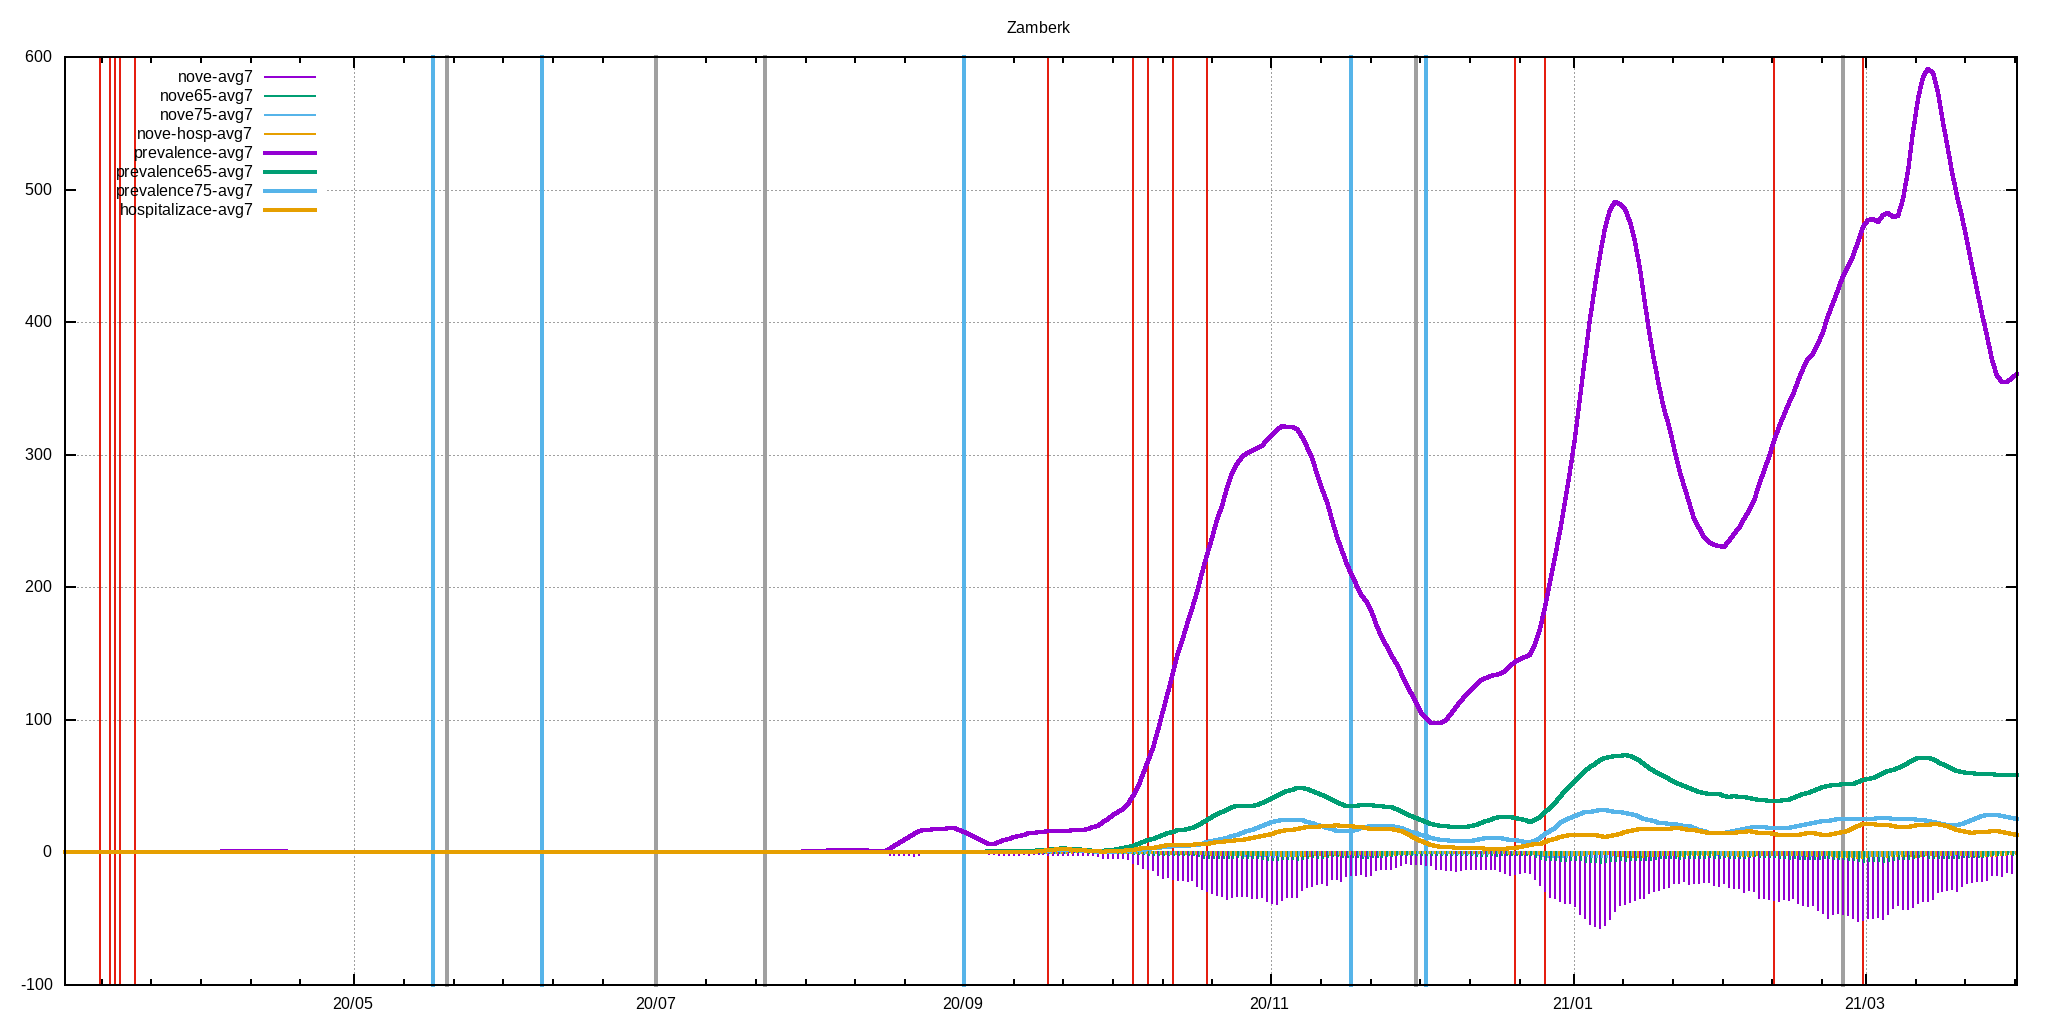 Zamberk
600
500
400
300
200
100
0
-100
nove-avg7
nove65-avg7
nove75-avg7
nove-hosp-avg7
prevalence-avg7
prevalence65-avg7
prevalence75-avg7
hospitalizace-avg7
20/05 20/07 20/09 20/11 21/01 21/03